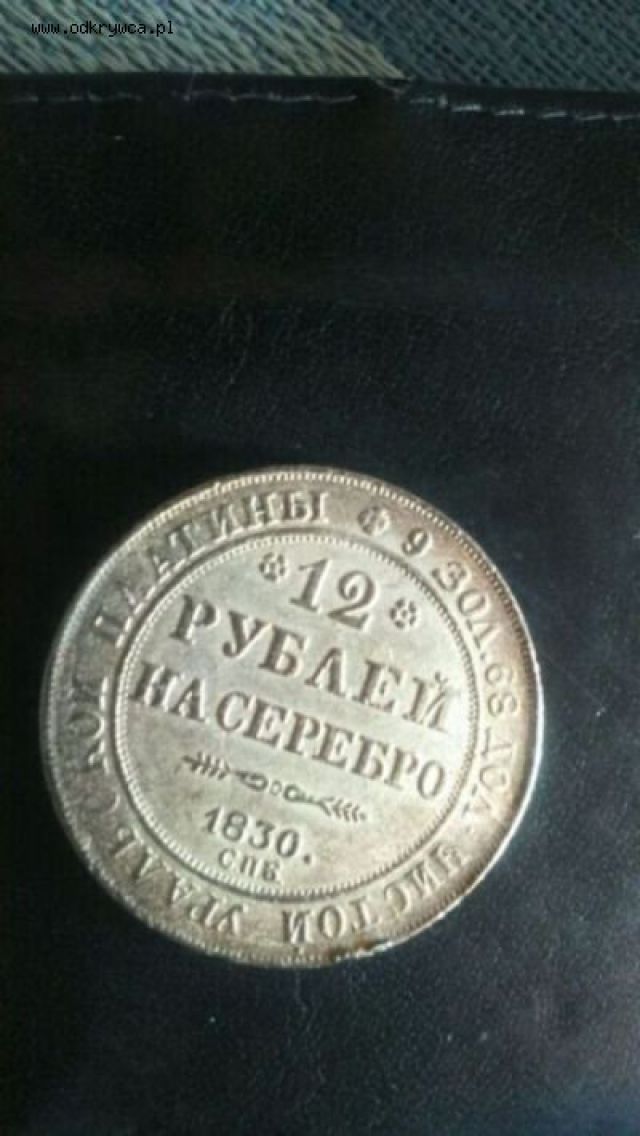 www.odkrywca.pl
9 ЗОЛ. 68 ДОЛ. ЧИСТОЙ УРАЛЬСКОЙ ПЛАТИНЫ
12
РУБЛЕЙ
НА СЕРЕБРО
1830.
СПБ